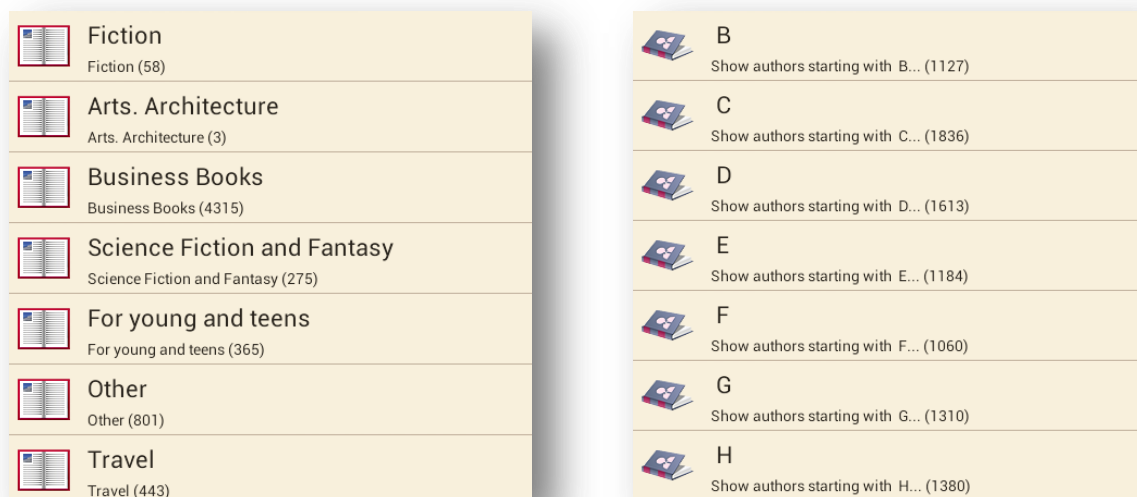 Fiction
Fiction (58)
Arts. Architecture
Arts. Architecture (3)
Business Books
Business Books (4315)
Science Fiction and Fantasy
Science Fiction and Fantasy (275)
For young and teens
For young and teens (365)
Other
Other (801)
Travel
Travel (443)
B
Show authors starting with B... (1127)
C
Show authors starting with C... (1836)
D
Show authors starting with D... (1613)
E
Show authors starting with E... (1184)
F
Show authors starting with F... (1060)
G
Show authors starting with G... (1310)
H
Show authors starting with H... (1380)